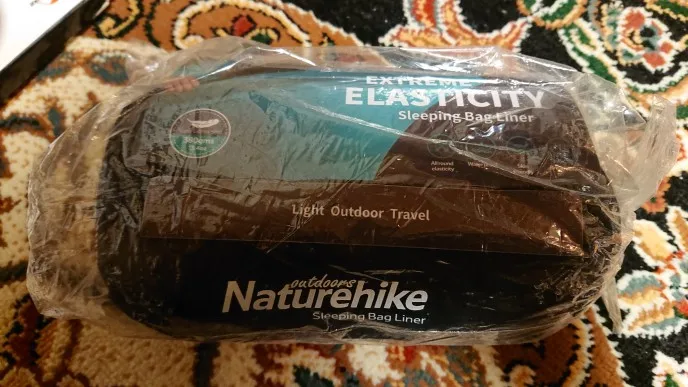 EXTREME
ELASTICITY
Sleeping Bag Liner
Allround
elasticity
Light Outdoor Travel
outdoors
Naturehike
Sleeping Bag Liner